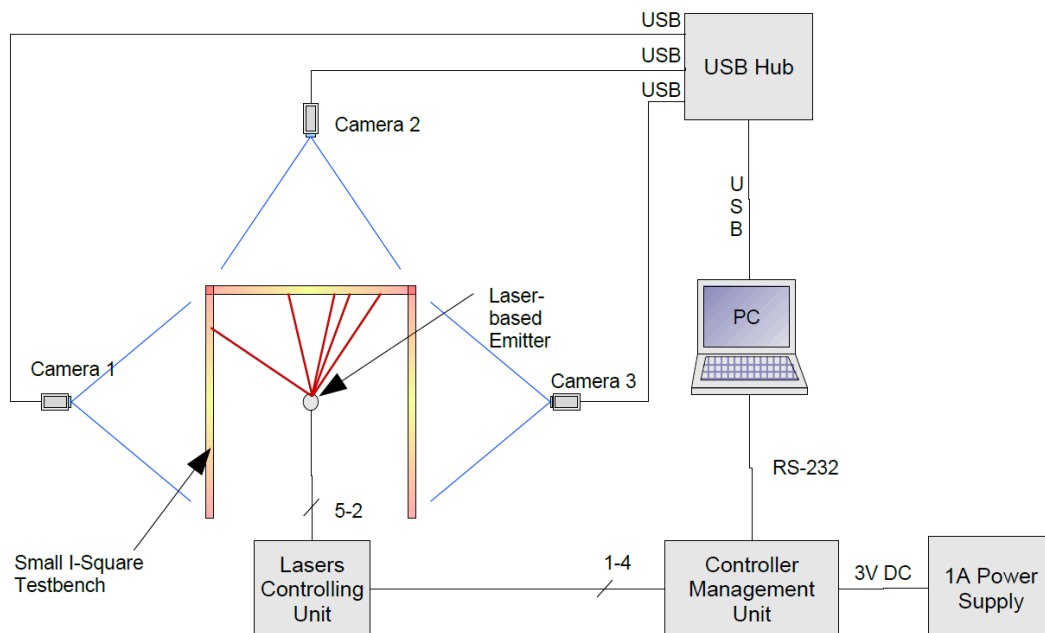 USB
USB
USB
USB Hub
Camera 2
U
S
B
Laser-
based
Emitter
PC
Camera 1
Camera 3
RS-232
5-2
Small I-Square
Testbench
Lasers
Controlling
Unit
1-4
Controller
Management
Unit
3V DC
1A Power
Supply